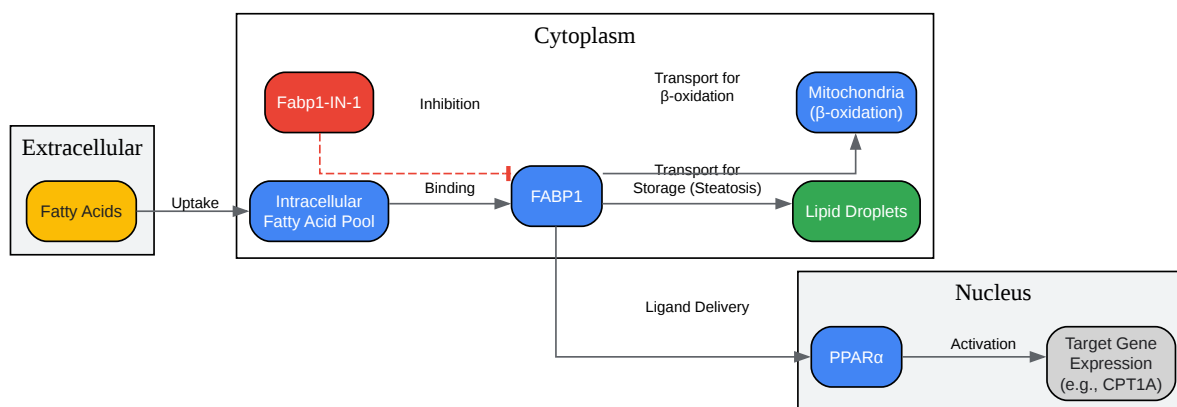 Cytoplasm
Fabp1-IN-1
Inhibition
Transport for
β-oxidation
Mitochondria
(β-oxidation)
Extracellular
Fatty Acids
Uptake
Intracellular
Fatty Acid Pool
Binding
FABP1
Transport for
Storage (Steatosis)
Lipid Droplets
Nucleus
Ligand Delivery
PPARα
Activation
Target Gene
Expression
(e.g., CPT1A)